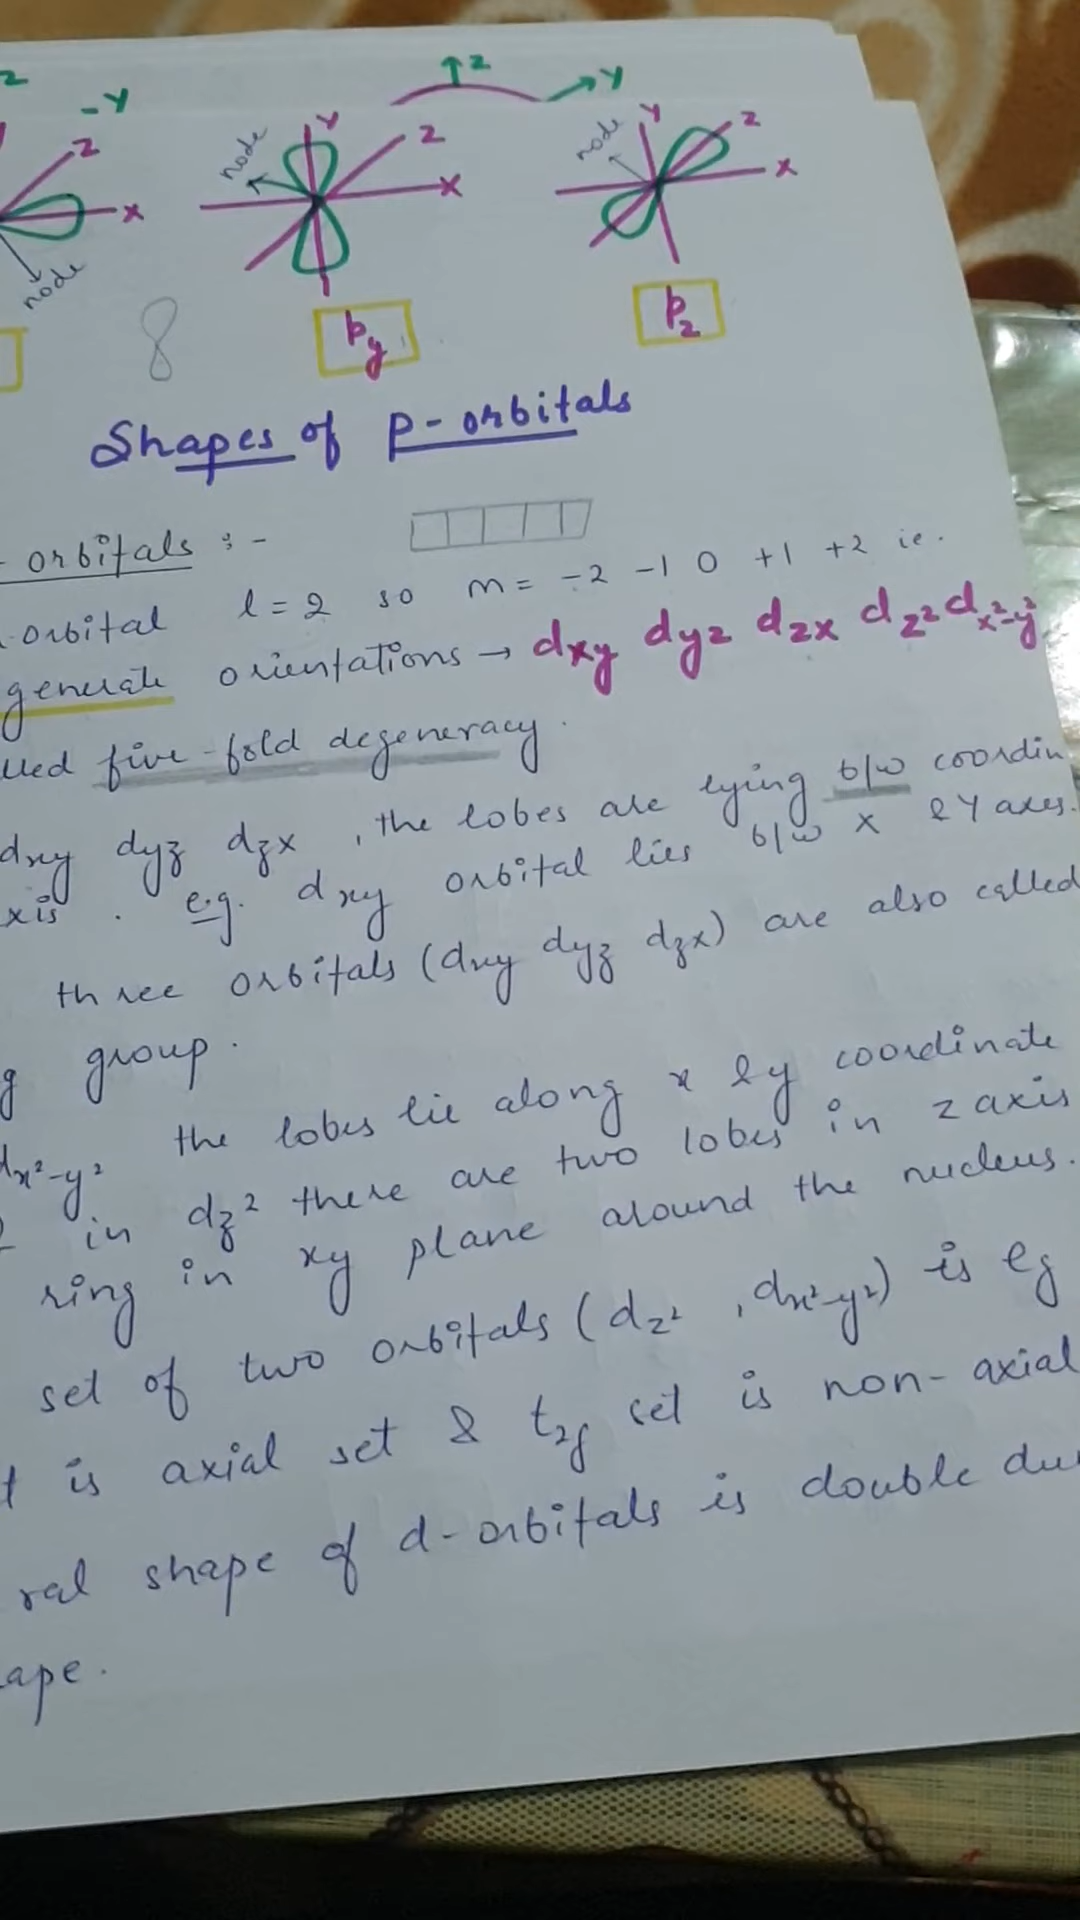 z
-Y
↑z
→Y
Z
X
node
node
Y
Z
X
node
Y
Z
X
8
py
pz
Shapes of p-orbitals
- orbitals :-
orbital l = 2 so m = -2 -1 0 +1 +2 ie.
generate orientations → dxy dyz dzx dz² dx²-y²
lled five-fold degeneracy.
dxy dyz dzx , the lobes are lying b/w coordin
xis . e.g. dxy orbital lies b/w X & Y axes.
three orbitals (dxy dyz dzx) are also called
g group.
dx²-y² the lobes lie along x & y coordinate
in dz² there are two lobes in z axis
ring in xy plane around the nucleus.
set of two orbitals (dz² , dx²-y²) is eg
t is axial set & t2g set is non-axial
ral shape of d-orbitals is double du
ape.